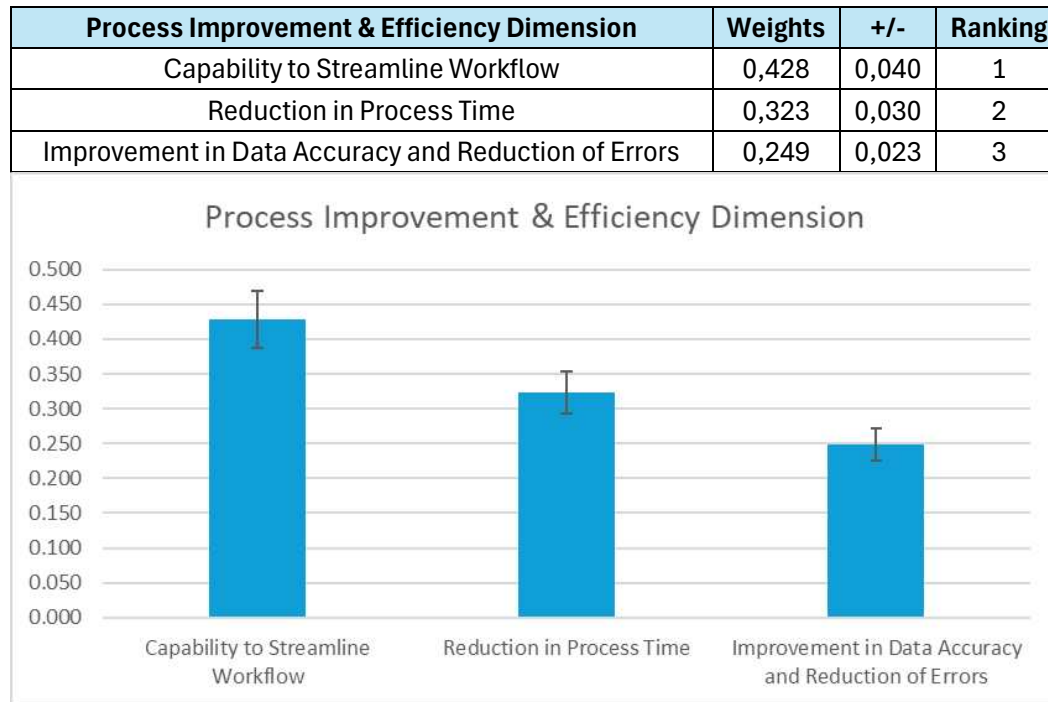 Process Improvement & Efficiency Dimension Weights +/- Ranking
Capability to Streamline Workflow 0,428 0,040 1
Reduction in Process Time 0,323 0,030 2
Improvement in Data Accuracy and Reduction of Errors 0,249 0,023 3
Process Improvement & Efficiency Dimension
0.500
0.450
0.400
0.350
0.300
0.250
0.200
0.150
0.100
0.050
0.000
Capability to Streamline
Workflow
Reduction in Process Time
Improvement in Data Accuracy
and Reduction of Errors